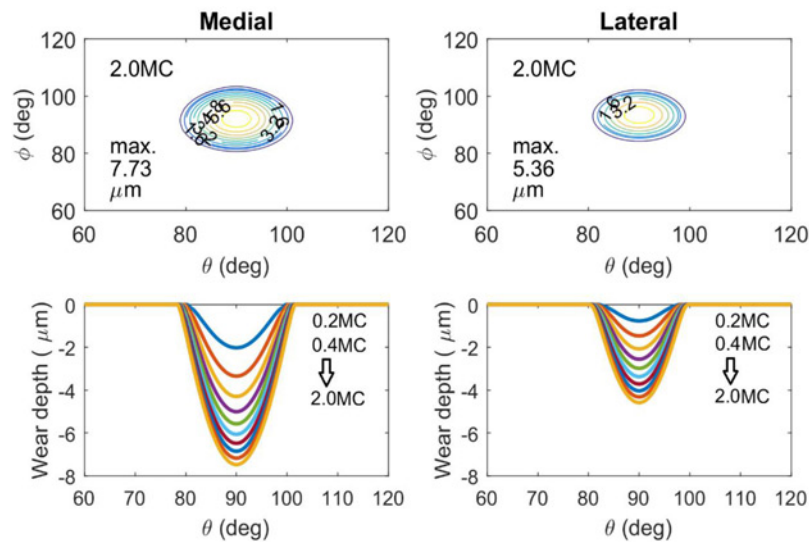 Medial
Lateral
120
100
80
60
ϕ (deg)
2.0MC
max.
7.73
μm
60
80
100
120
θ (deg)
120
100
80
60
ϕ (deg)
2.0MC
max.
5.36
μm
60
80
100
120
θ (deg)
0
-2
-4
-6
-8
Wear depth ( μm)
0.2MC
0.4MC
2.0MC
60
70
80
90
100
110
120
θ (deg)
0
-2
-4
-6
-8
Wear depth ( μm)
0.2MC
0.4MC
2.0MC
60
70
80
90
100
110
120
θ (deg)